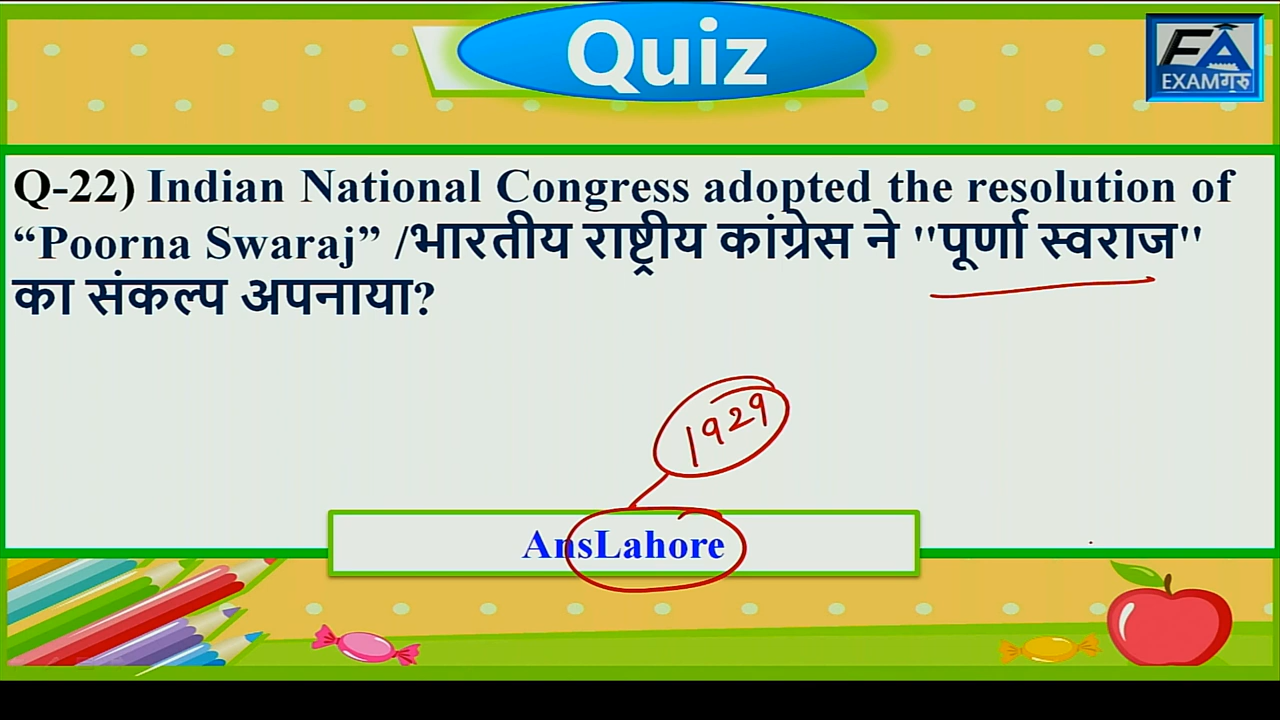 Quiz
EXAMगुरु
Q-22) Indian National Congress adopted the resolution of
“Poorna Swaraj” /भारतीय राष्ट्रीय कांग्रेस ने "पूर्णा स्वराज"
का संकल्प अपनाया?
1929
AnsLahore